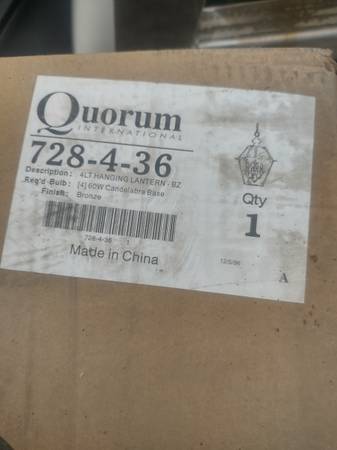 Quorum
INTERNATIONAL
728-4-36
Description: 4LT HANGING LANTERN - BZ
Req'd Bulb: [4] 60W Candelabra Base
Finish: Bronze
Qty
1
728-4-36 1
Made in China
A